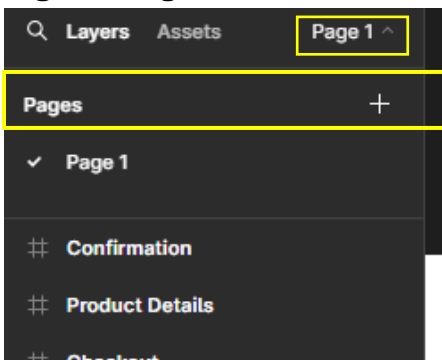 Layers Assets Page 1
Pages
Page 1
Confirmation
Product Details